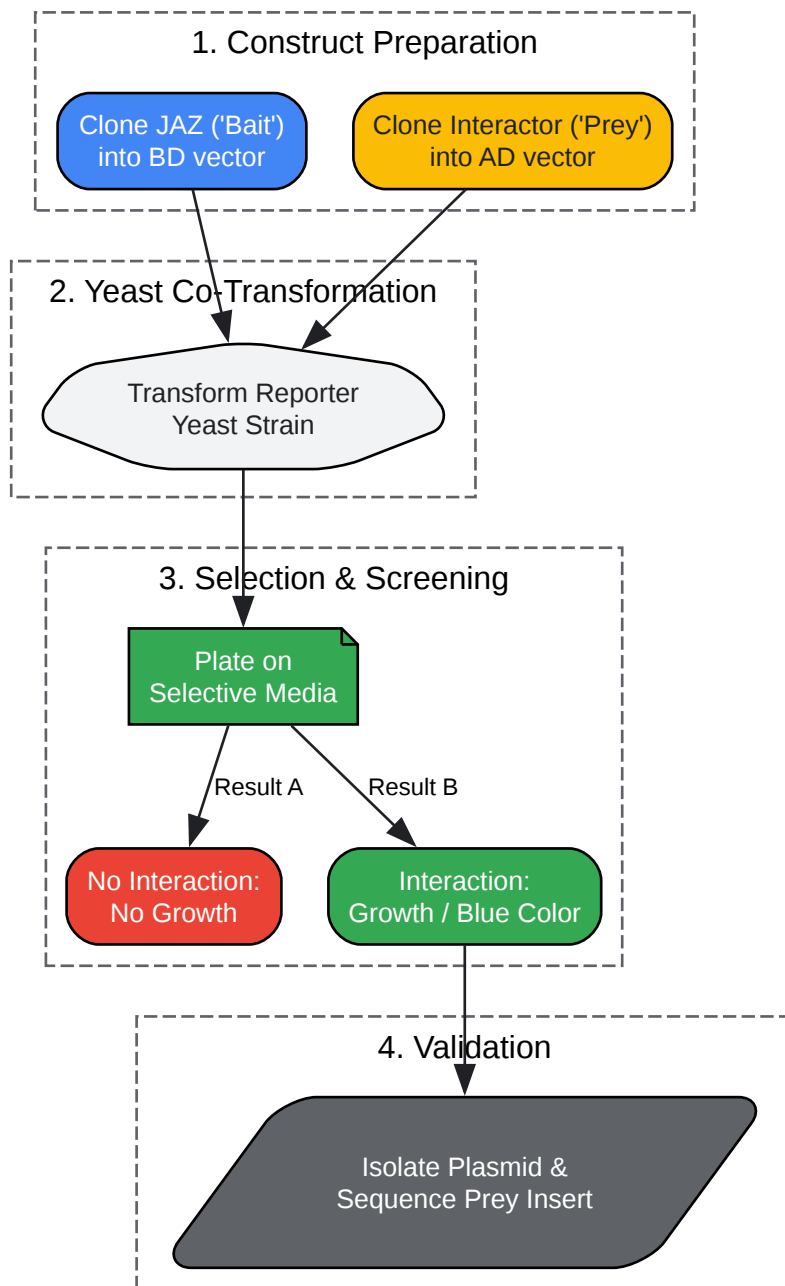 1. Construct Preparation
Clone JAZ ('Bait')
into BD vector
Clone Interactor ('Prey')
into AD vector
2. Yeast Co-Transformation
Transform Reporter
Yeast Strain
3. Selection & Screening
Plate on
Selective Media
Result A
Result B
No Interaction:
No Growth
Interaction:
Growth / Blue Color
4. Validation
Isolate Plasmid &
Sequence Prey Insert